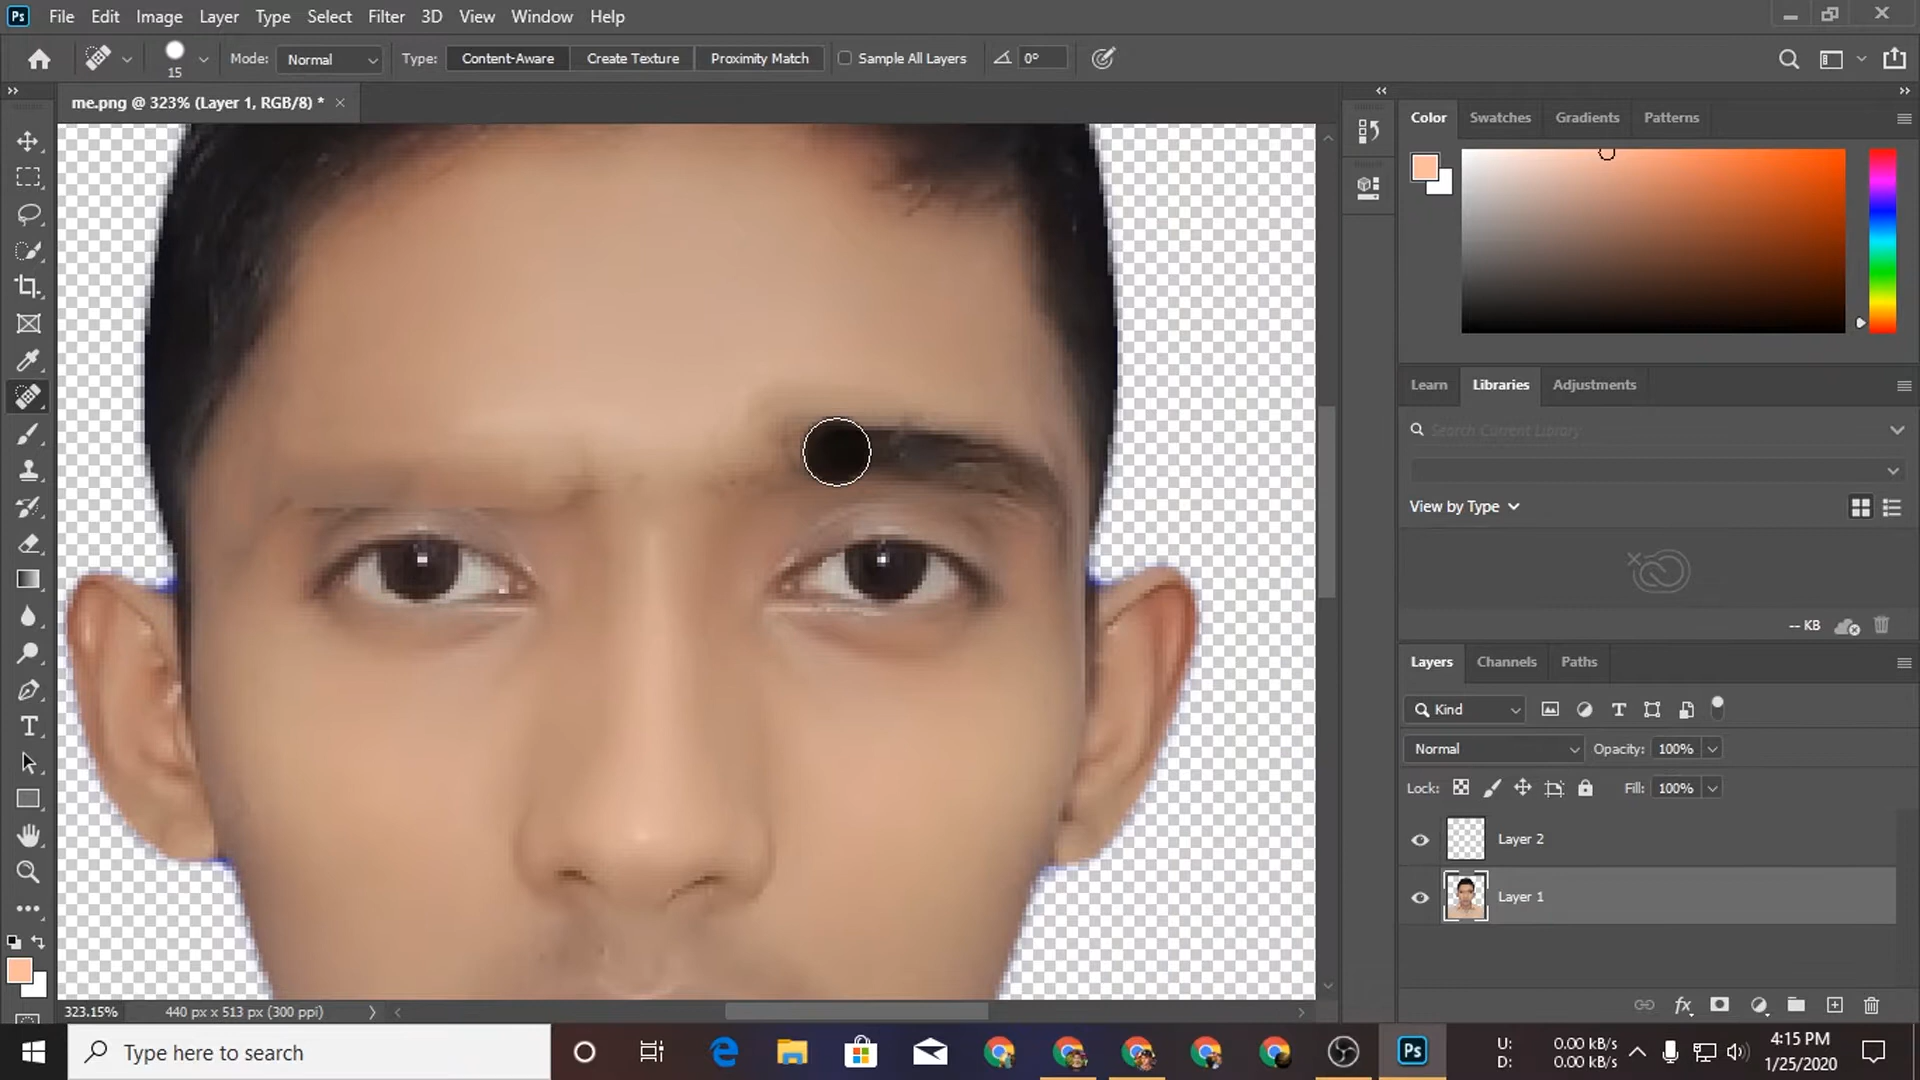 Ps File Edit Image Layer Type Select Filter 3D View Window Help
15 Mode: Normal Type: Content-Aware Create Texture Proximity Match Sample All Layers 0°
me.png @ 323% (Layer 1, RGB/8) *
Color Swatches Gradients Patterns
Learn Libraries Adjustments
Search Current Library
View by Type
-- KB
Layers Channels Paths
Kind
Normal Opacity: 100%
Lock: Fill: 100%
Layer 2
Layer 1
323.15% 440 px x 513 px (300 ppi)
Type here to search
Ps
U: 0.00 kB/s
D: 0.00 kB/s
4:15 PM
1/25/2020